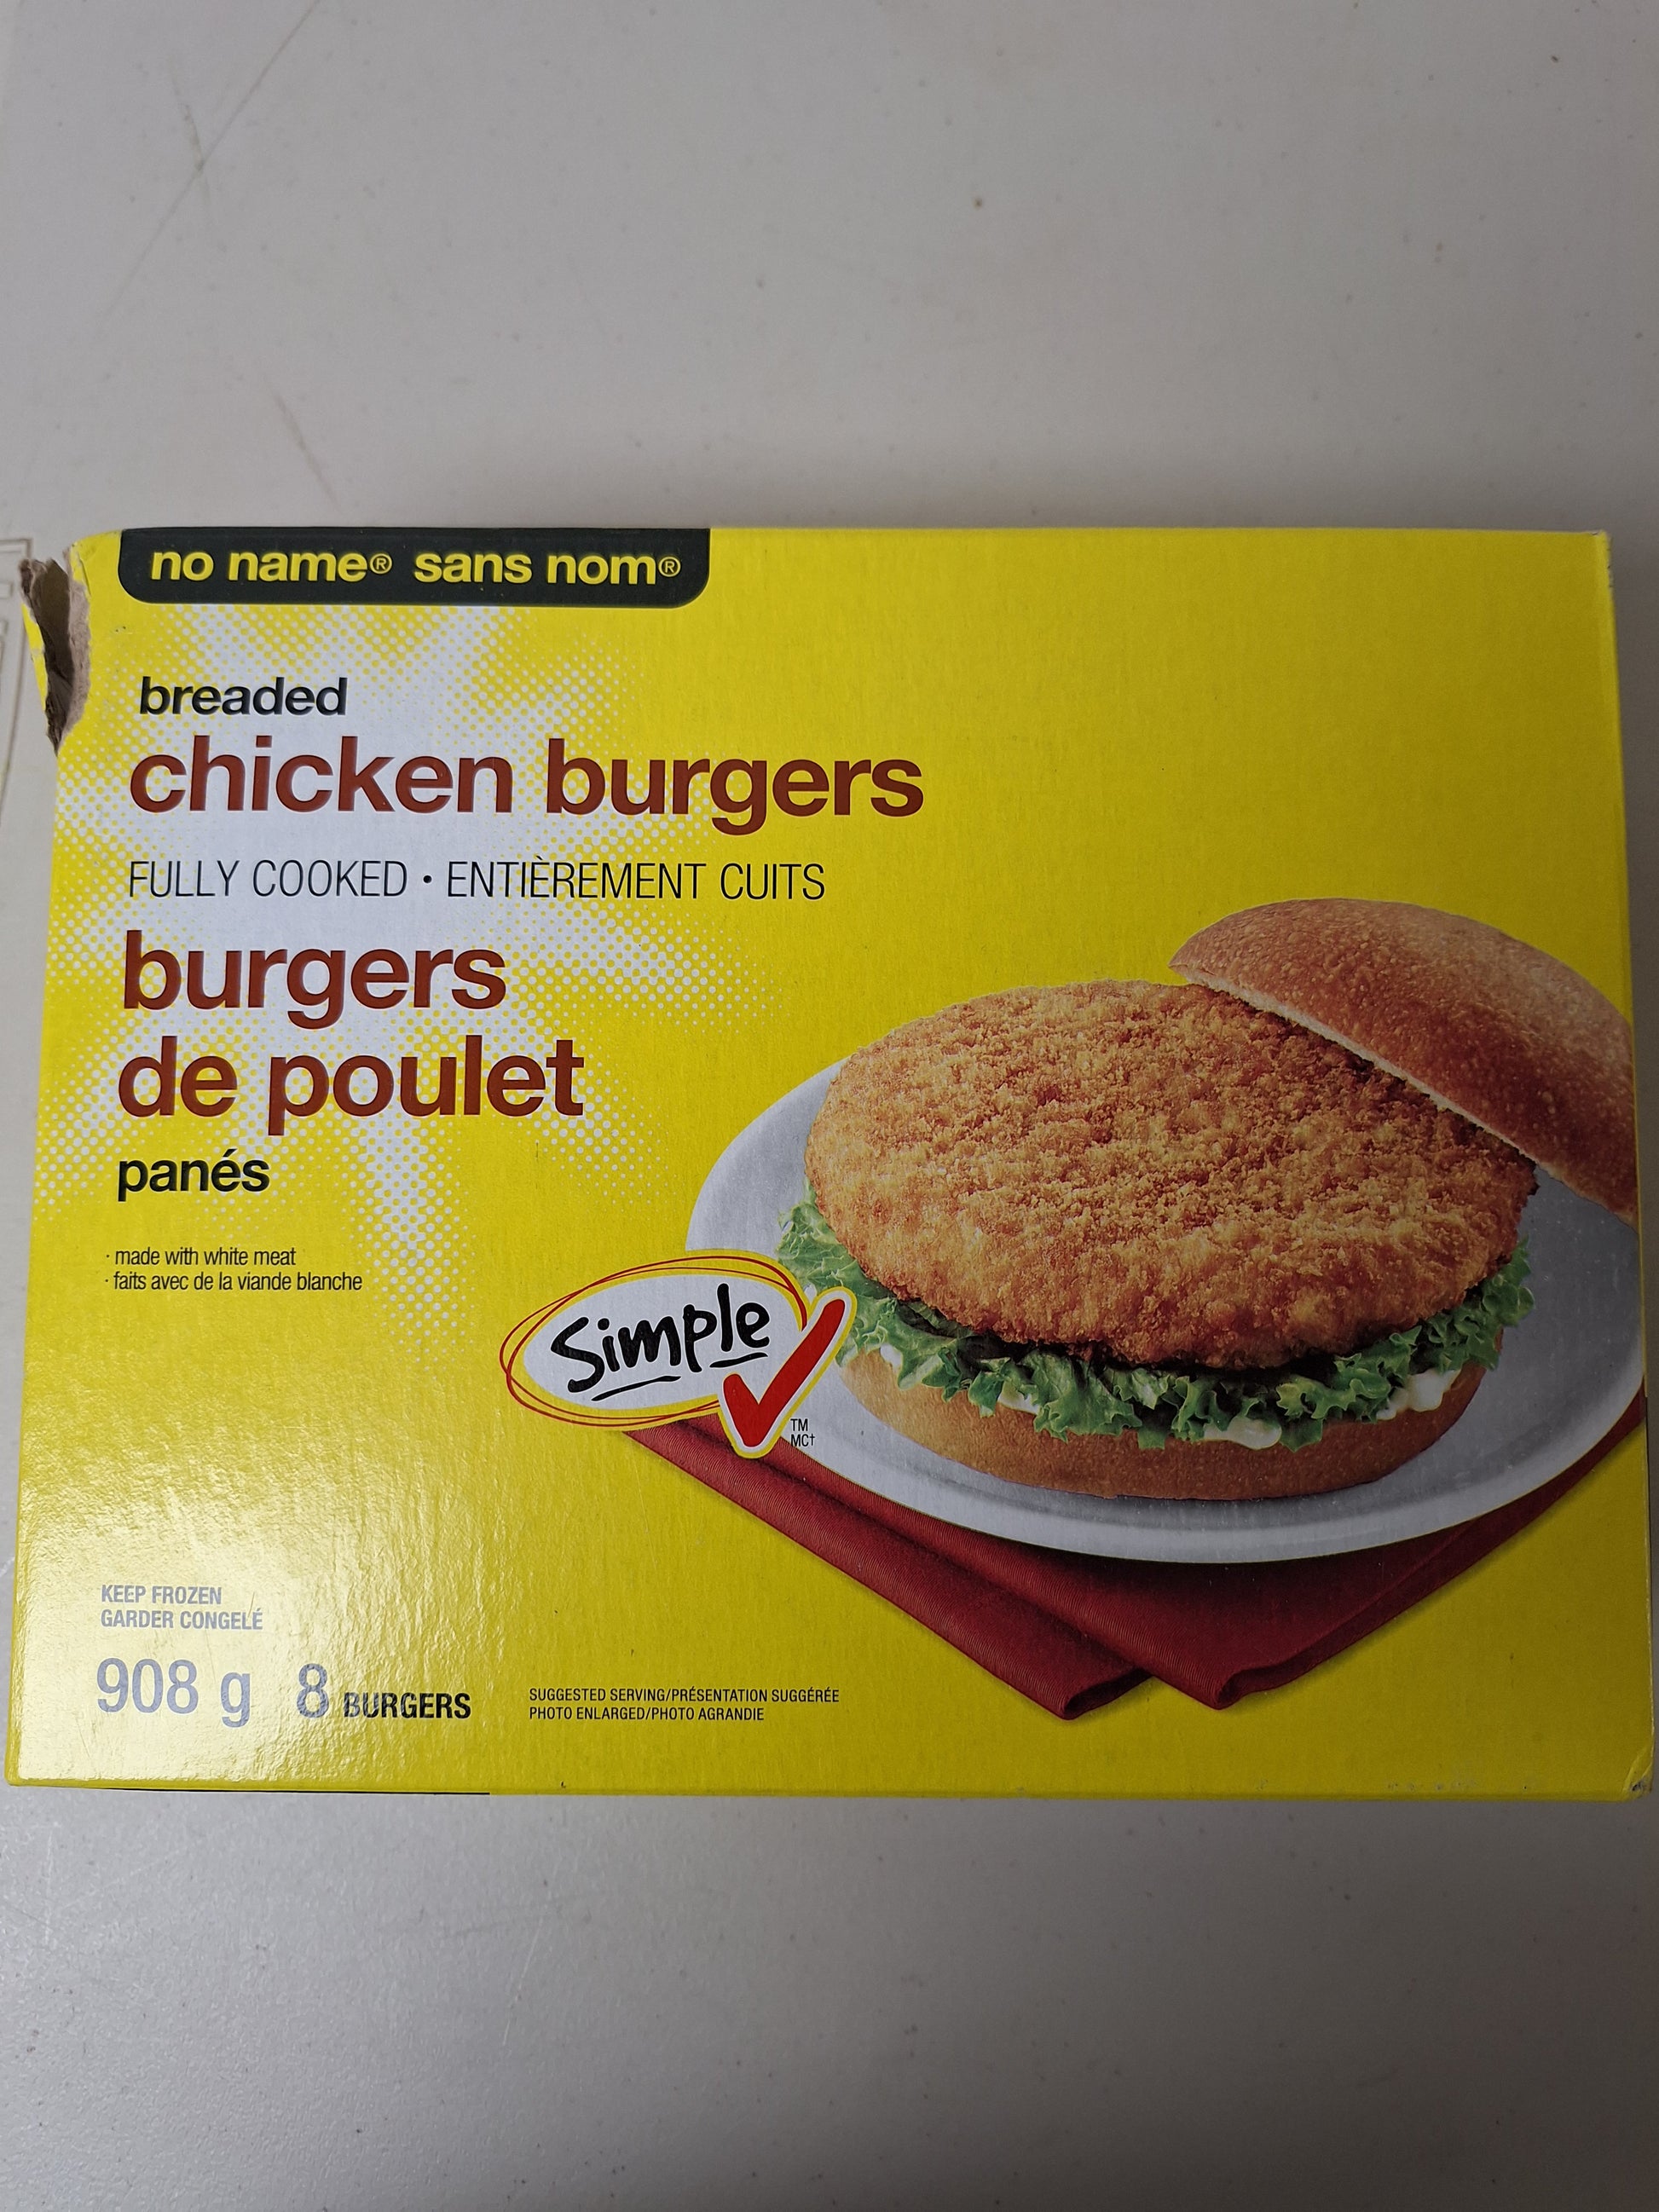 no name® sans nom®
breaded
chicken burgers
FULLY COOKED • ENTIÈREMENT CUITS
burgers
de poulet
panés
· made with white meat
· faits avec de la viande blanche
Simple
TM
MC†
KEEP FROZEN
GARDER CONGELÉ
908 g 8 BURGERS
SUGGESTED SERVING/PRÉSENTATION SUGGÉRÉE
PHOTO ENLARGED/PHOTO AGRANDIE